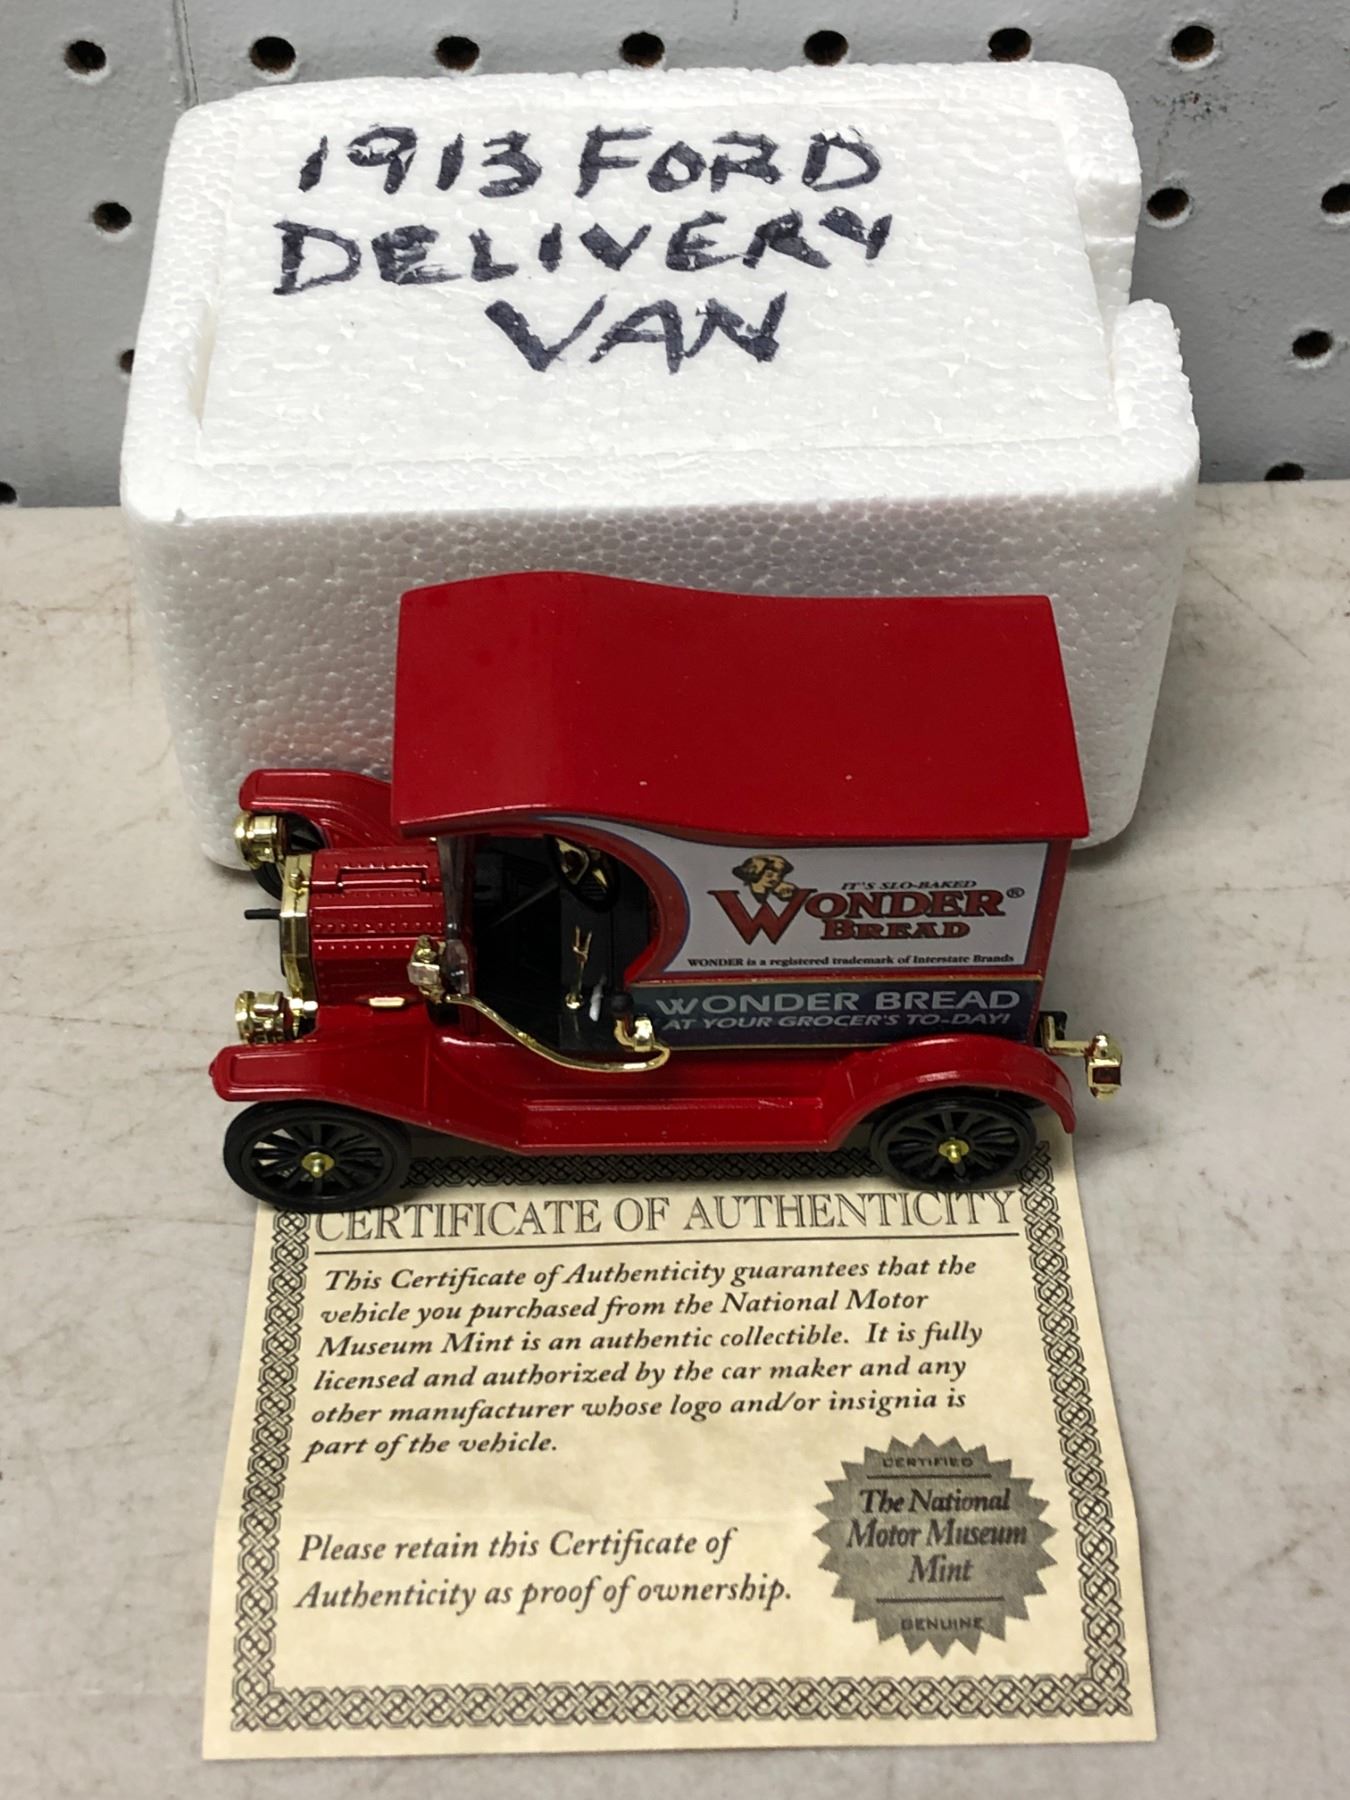 1913 FORD
DELIVERY
VAN
IT'S SLO-BAKED
WONDER®
BREAD
WONDER is a registered trademark of Interstate Brands
WONDER BREAD
AT YOUR GROCER'S TO-DAY!
CERTIFICATE OF AUTHENTICITY
This Certificate of Authenticity guarantees that the
vehicle you purchased from the National Motor
Museum Mint is an authentic collectible. It is fully
licensed and authorized by the car maker and any
other manufacturer whose logo and/or insignia is
part of the vehicle.
Please retain this Certificate of
Authenticity as proof of ownership.
CERTIFIED
The National
Motor Museum
Mint
GENUINE